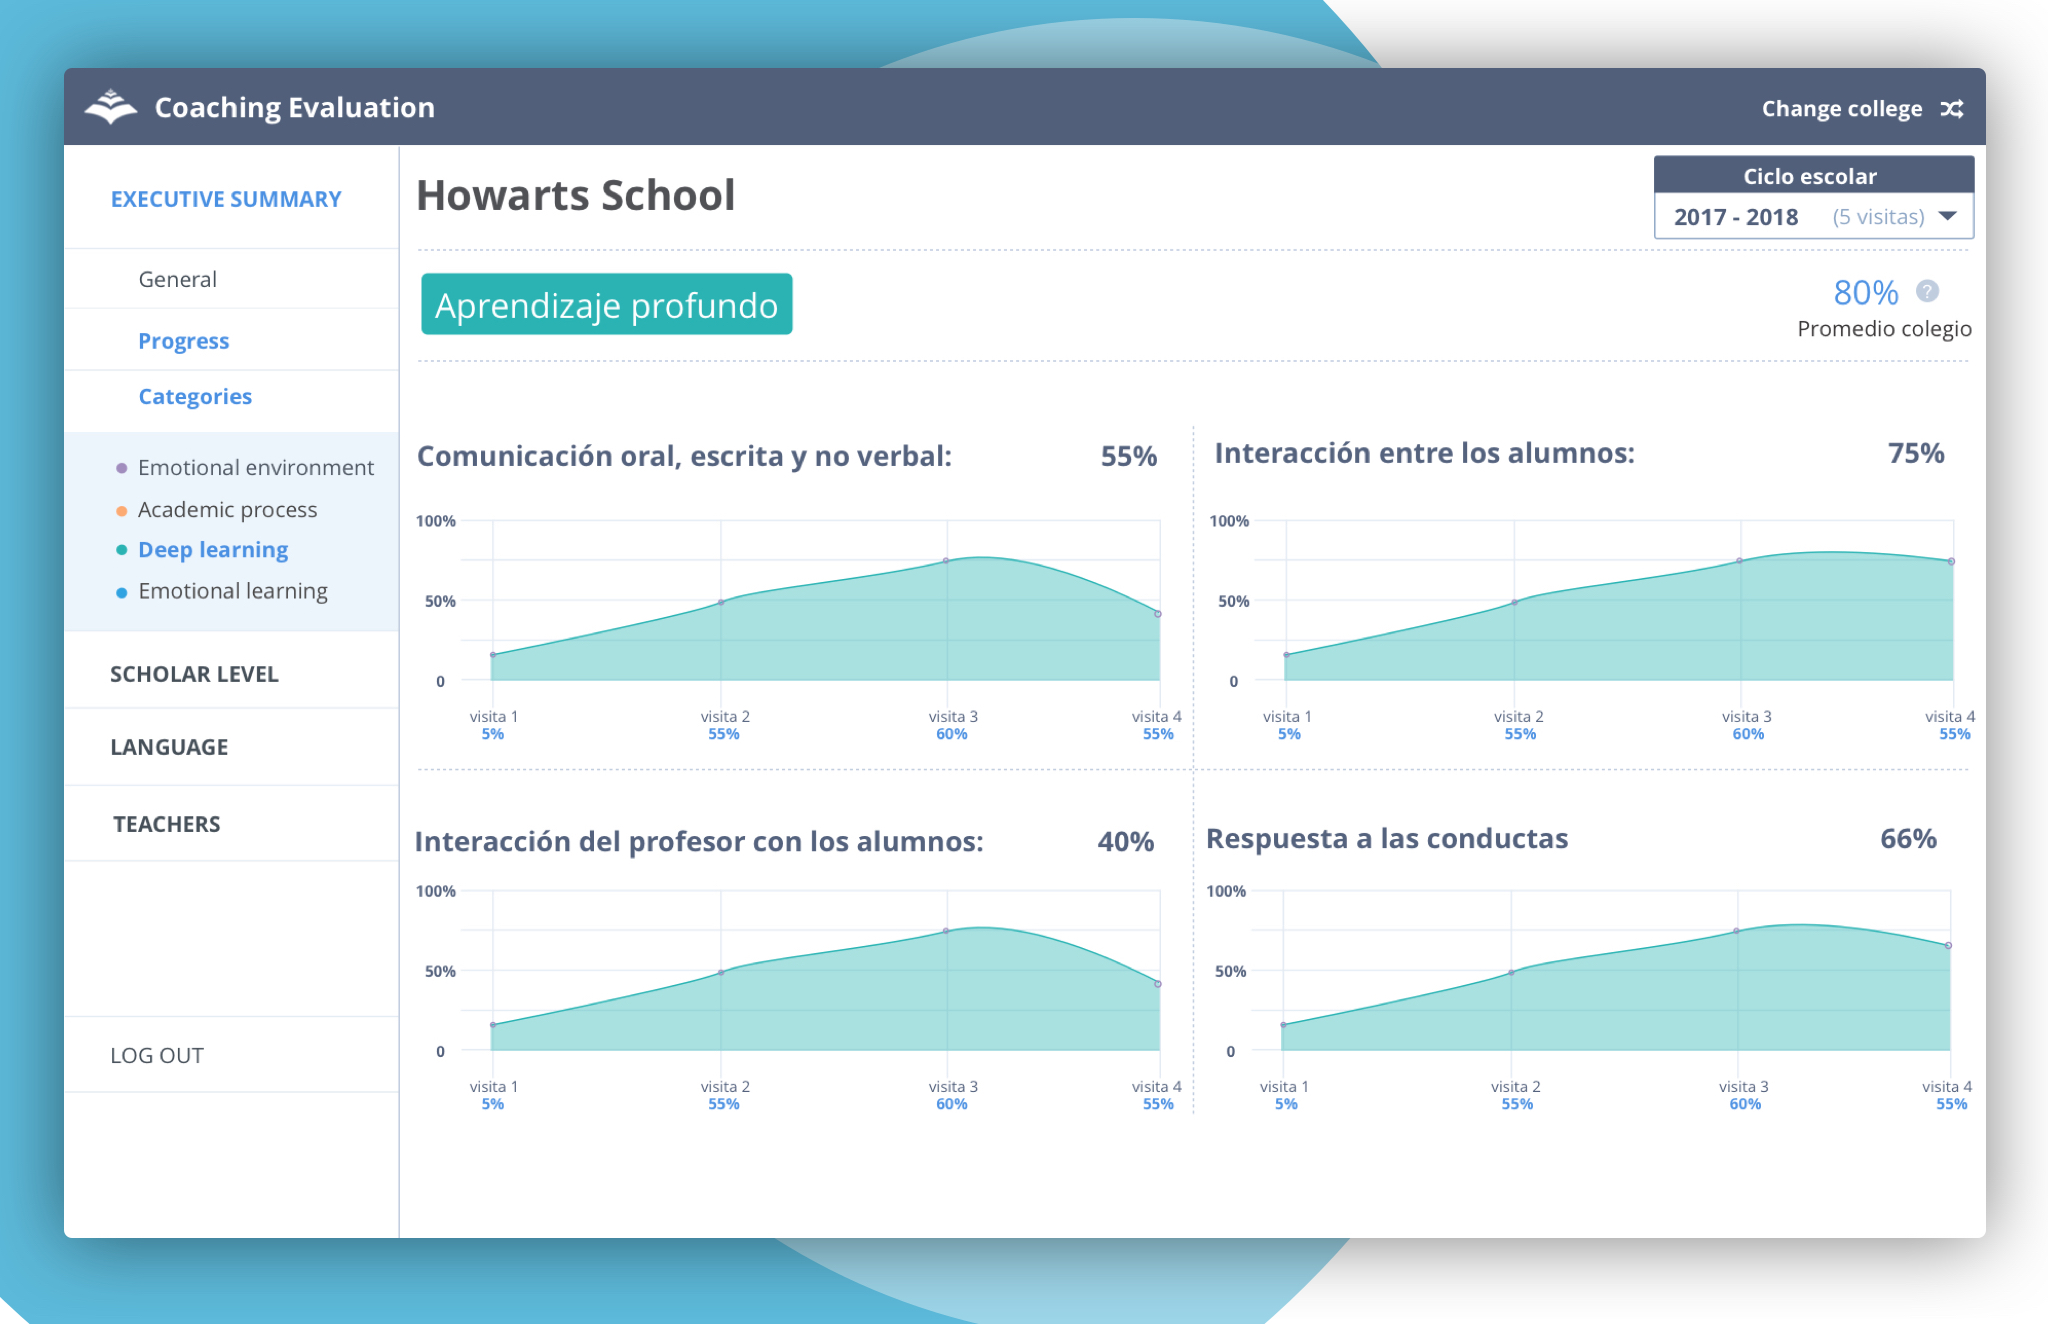 Coaching Evaluation
Change college
EXECUTIVE SUMMARY
General
Progress
Categories
Emotional environment
Academic process
Deep learning
Emotional learning
SCHOLAR LEVEL
LANGUAGE
TEACHERS
LOG OUT
Howarts School
Ciclo escolar
2017 - 2018 (5 visitas)
Aprendizaje profundo
80% ?
Promedio colegio
Comunicación oral, escrita y no verbal: 55%
100%
50%
0
visita 1 visita 2 visita 3 visita 4
5% 55% 60% 55%
Interacción entre los alumnos: 75%
100%
50%
0
visita 1 visita 2 visita 3 visita 4
5% 55% 60% 55%
Interacción del profesor con los alumnos: 40%
100%
50%
0
visita 1 visita 2 visita 3 visita 4
5% 55% 60% 55%
Respuesta a las conductas 66%
100%
50%
0
visita 1 visita 2 visita 3 visita 4
5% 55% 60% 55%